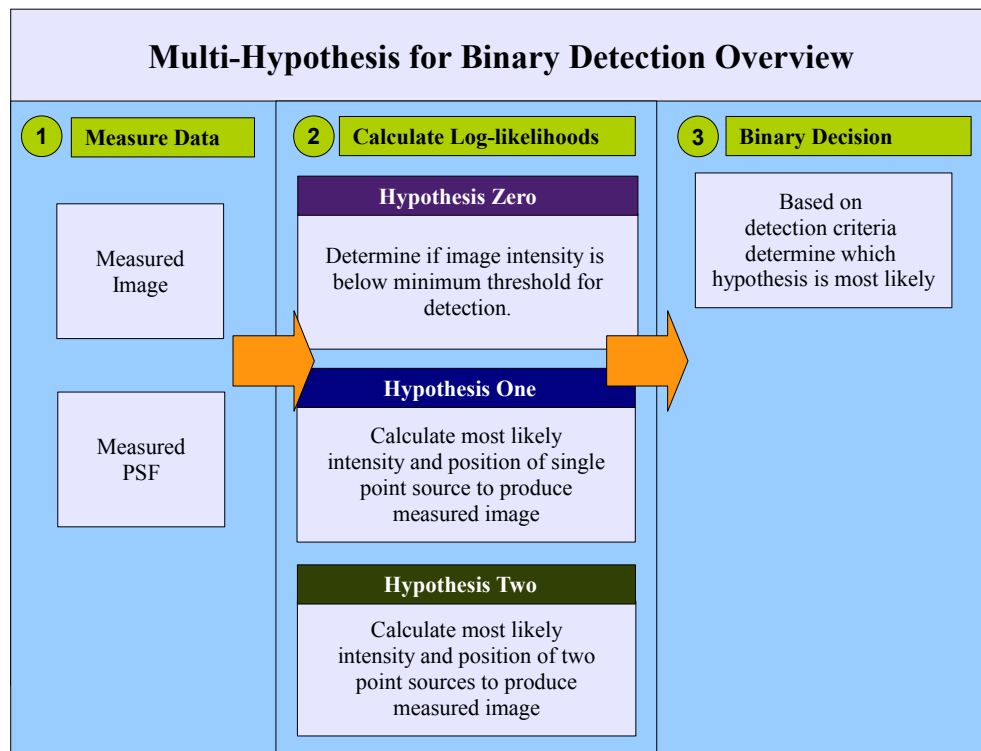 Multi-Hypothesis for Binary Detection Overview
1 Measure Data
Measured
Image
Measured
PSF
2 Calculate Log-likelihoods
Hypothesis Zero
Determine if image intensity is
below minimum threshold for
detection.
Hypothesis One
Calculate most likely
intensity and position of single
point source to produce
measured image
Hypothesis Two
Calculate most likely
intensity and position of two
point sources to produce
measured image
3 Binary Decision
Based on
detection criteria
determine which
hypothesis is most likely